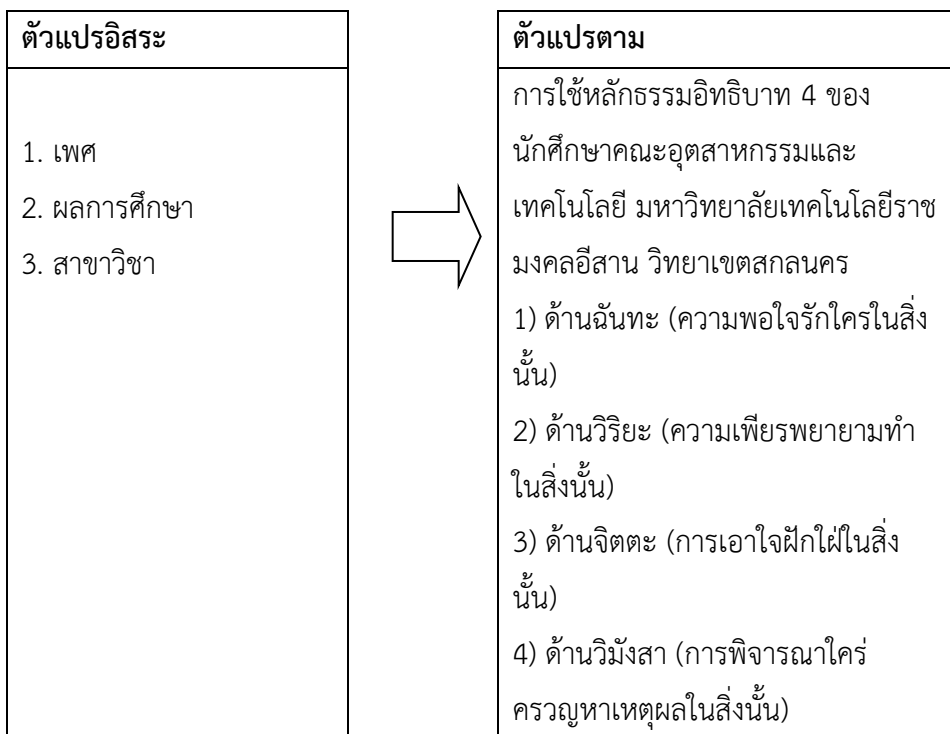 ตัวแปรอิสระ
1. เพศ
2. ผลการศึกษา
3. สาขาวิชา
ตัวแปรตาม
การใช้หลักธรรมอิทธิบาท 4 ของ
นักศึกษาคณะอุตสาหกรรมและ
เทคโนโลยี มหาวิทยาลัยเทคโนโลยีราช
มงคลอีสาน วิทยาเขตสกลนคร
1) ด้านฉันทะ (ความพอใจรักใครในสิ่ง
นั้น)
2) ด้านวิริยะ (ความเพียรพยายามทำ
ในสิ่งนั้น)
3) ด้านจิตตะ (การเอาใจฝักใฝ่ในสิ่ง
นั้น)
4) ด้านวิมังสา (การพิจารณาใคร่
ครวญหาเหตุผลในสิ่งนั้น)